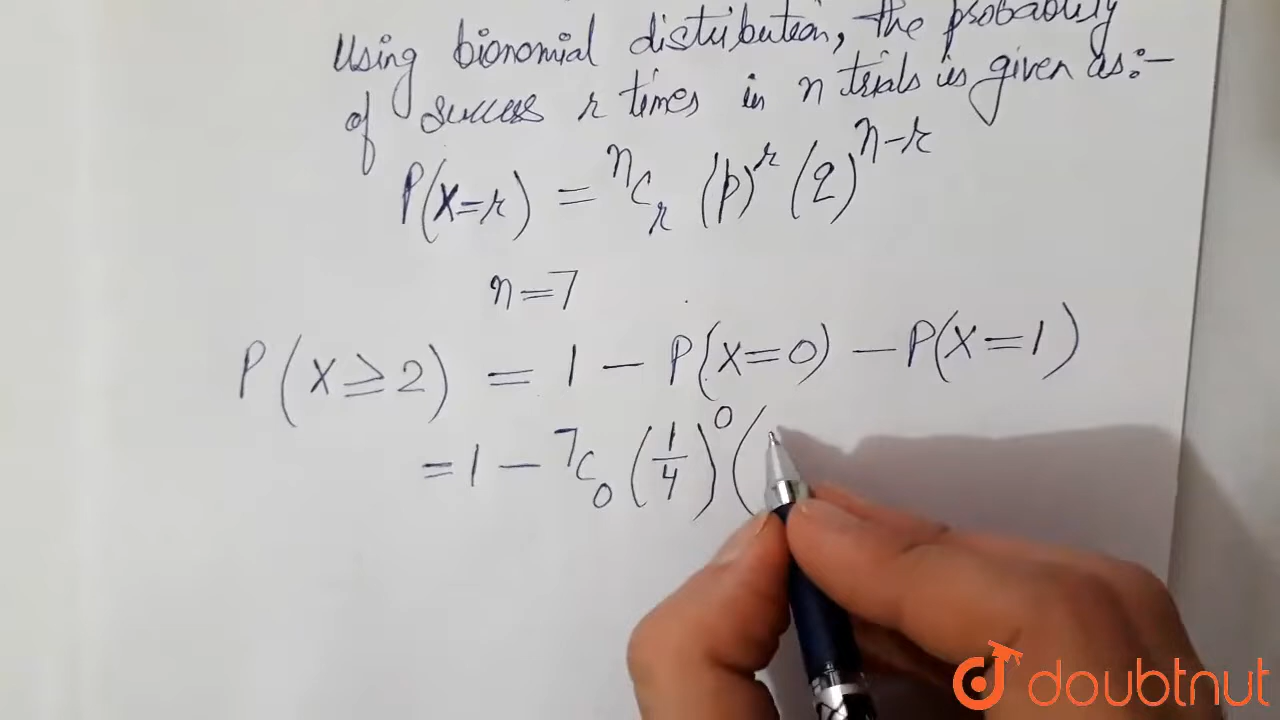 Using bionomial distribution, the probability
of success r times in n trials is given as:-
P(X=r) = ⁿCᵣ (p)ʳ (q)ⁿ⁻ʳ
n=7
P(X≥2) = 1 - P(X=0) - P(X=1)
= 1 - ⁷C₀ (1/4)⁰ (
doubtnut